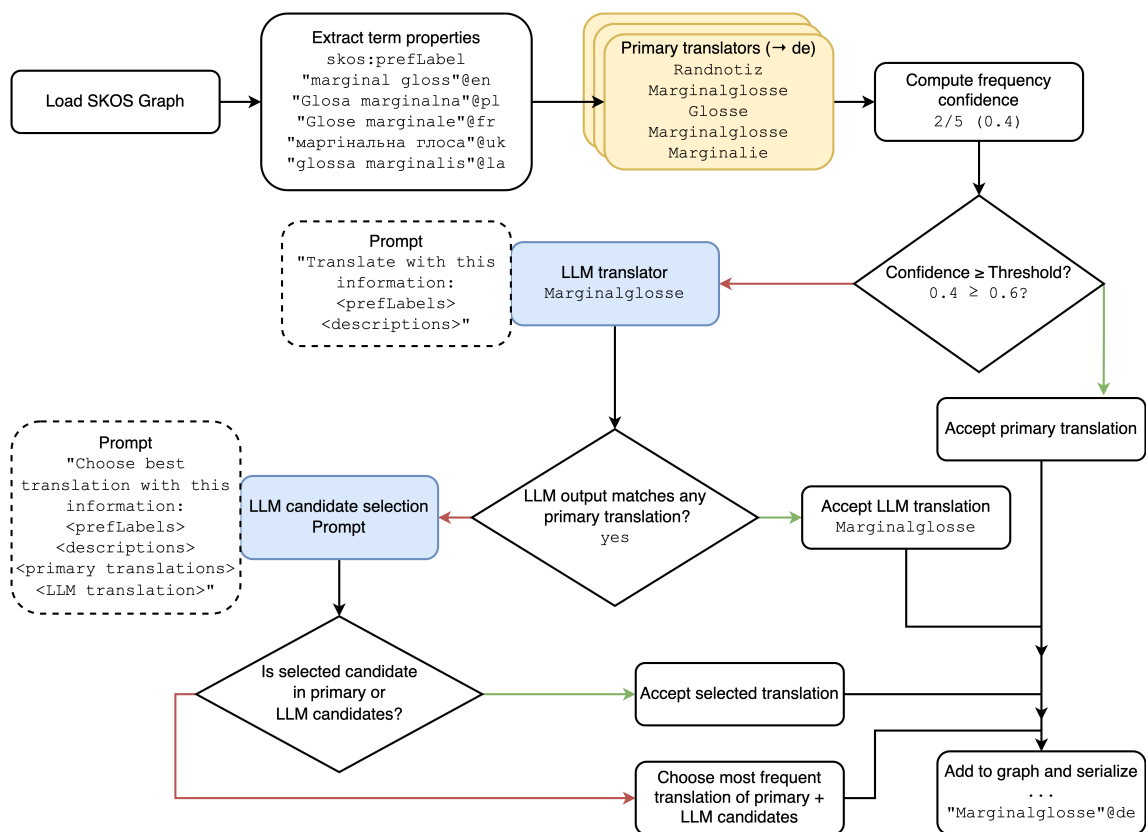 Load SKOS Graph
Extract term properties
skos:prefLabel
"marginal gloss"@en
"Glosa marginalna"@pl
"Glose marginale"@fr
"маргінальна глоса"@uk
"glossa marginalis"@la
Primary translators (→ de)
Randnotiz
Marginalglosse
Glosse
Marginalglosse
Marginalie
Compute frequency
confidence
2/5 (0.4)
Confidence ≥ Threshold?
0.4 ≥ 0.6?
LLM translator
Marginalglosse
Prompt
"Translate with this
information:
<prefLabels>
<descriptions>"
Accept primary translation
LLM output matches any
primary translation?
yes
Accept LLM translation
Marginalglosse
LLM candidate selection
Prompt
Prompt
"Choose best
translation with this
information:
<prefLabels>
<descriptions>
<primary translations>
<LLM translation>"
Is selected candidate
in primary or
LLM candidates?
Accept selected translation
Choose most frequent
translation of primary +
LLM candidates
Add to graph and serialize
...
"Marginalglosse"@de